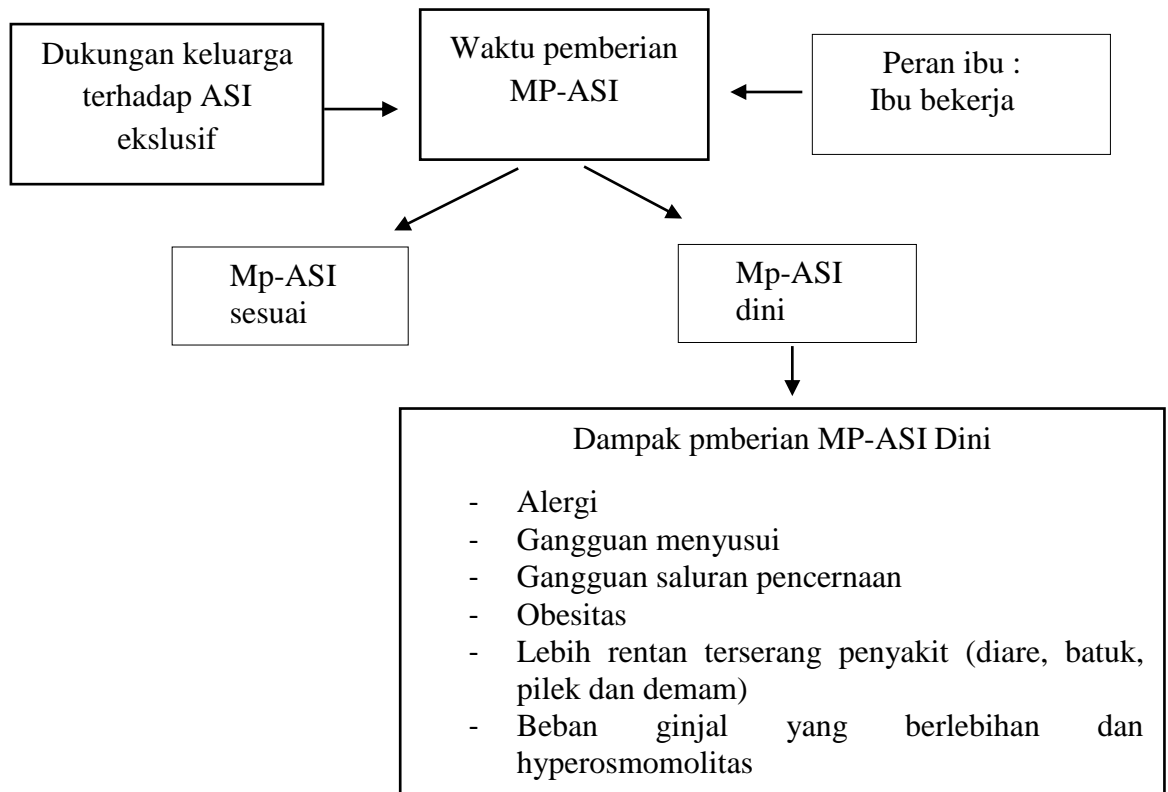 Dukungan keluarga
terhadap ASI
ekslusif
Waktu pemberian
MP-ASI
Peran ibu :
Ibu bekerja
Mp-ASI
sesuai
Mp-ASI
dini
Dampak pmberian MP-ASI Dini
- Alergi
- Gangguan menyusui
- Gangguan saluran pencernaan
- Obesitas
- Lebih rentan terserang penyakit (diare, batuk,
pilek dan demam)
- Beban ginjal yang berlebihan dan
hyperosmomolitas